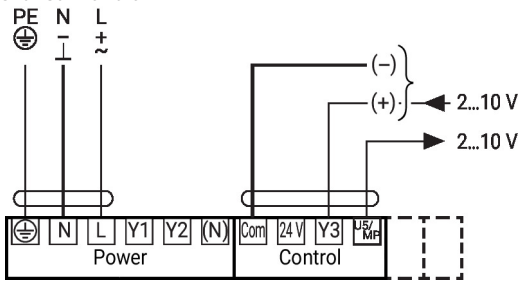 PE N L
– +
⊥ ~
(–)
(+) 2...10 V
2...10 V
N L Y1 Y2 (N) Com 24 V Y3 U5/MP
Power Control